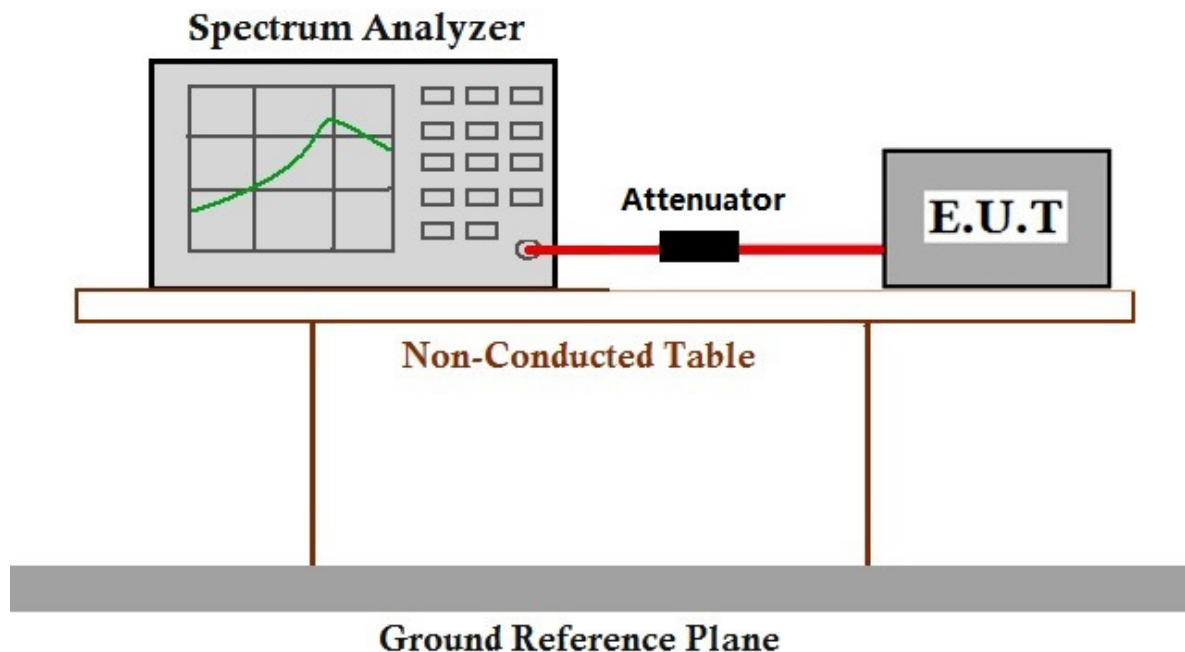 Spectrum Analyzer
Attenuator
E.U.T
Non-Conducted Table
Ground Reference Plane